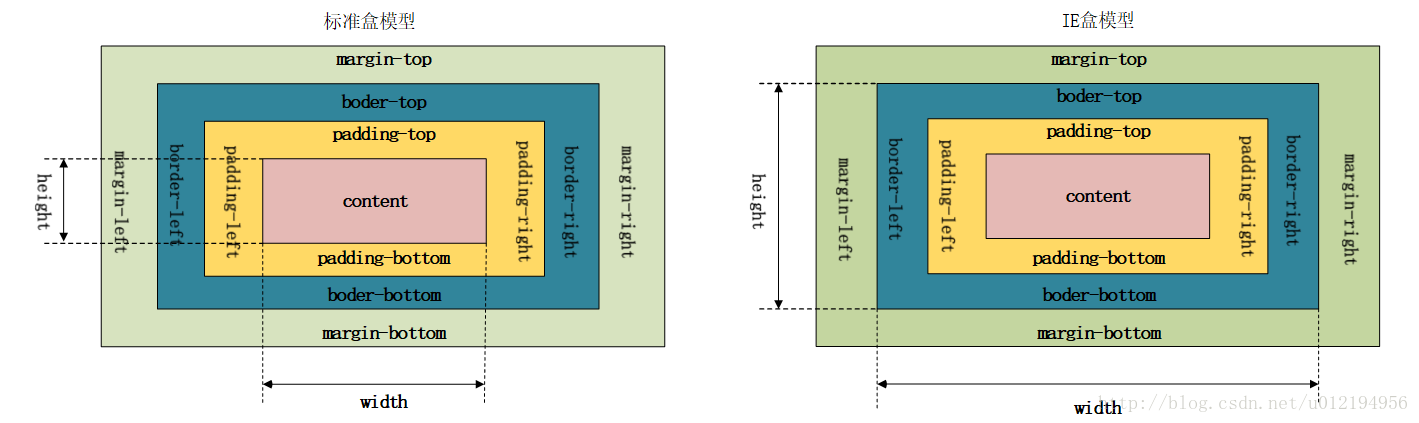 标准盒模型
margin-top
boder-top
padding-top
height
margin-left
border-left
padding-left
content
padding-right
border-right
margin-right
padding-bottom
boder-bottom
margin-bottom
width
IE盒模型
margin-top
boder-top
padding-top
height
margin-left
border-left
padding-left
content
padding-right
border-right
margin-right
padding-bottom
boder-bottom
margin-bottom
width
http://blog.csdn.net/u012194956